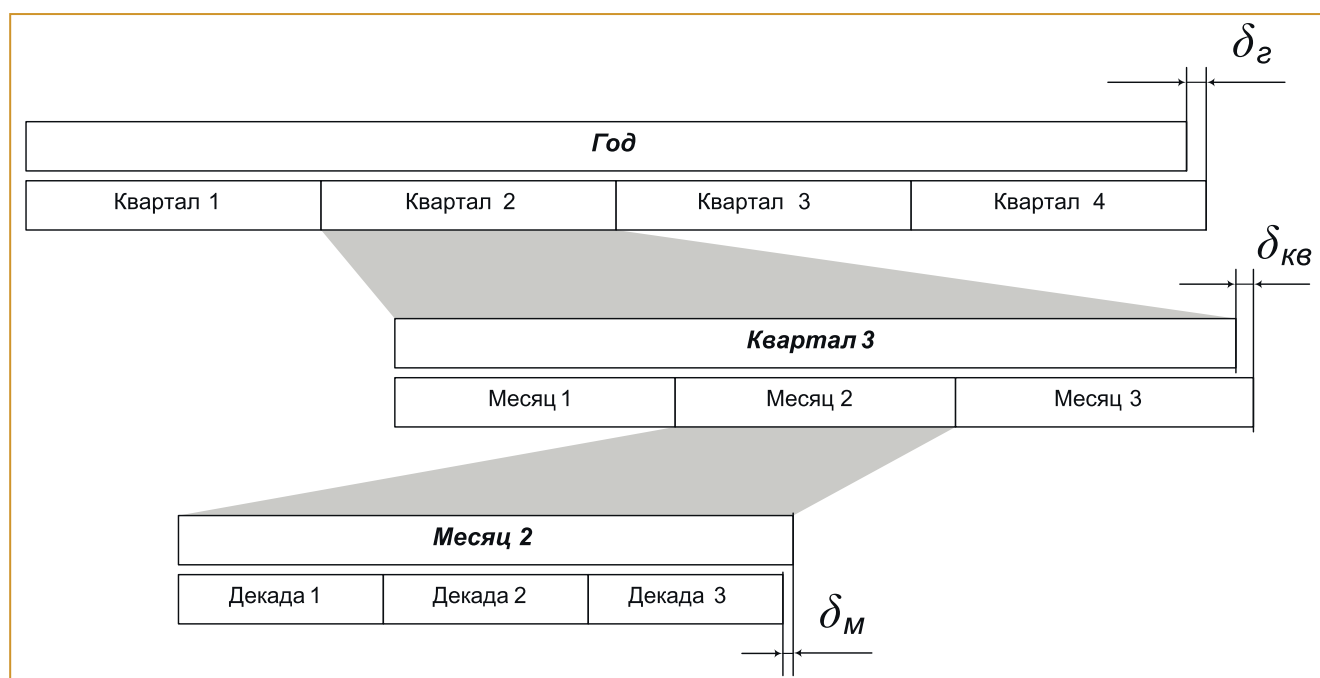 δг
Год
Квартал 1 Квартал 2 Квартал 3 Квартал 4
δкв
Квартал 3
Месяц 1 Месяц 2 Месяц 3
Месяц 2
Декада 1 Декада 2 Декада 3
δм